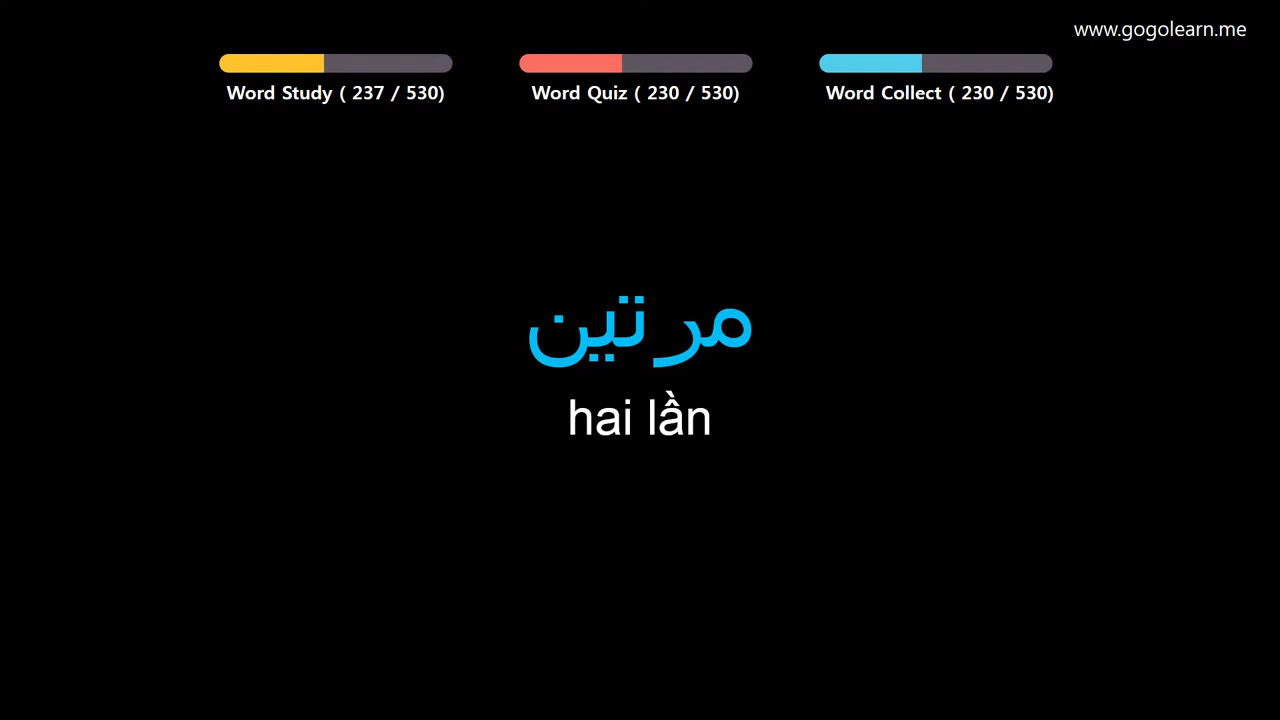 www.gogolearn.me
Word Study ( 237 / 530)
Word Quiz ( 230 / 530)
Word Collect ( 230 / 530)
مرتين
hai lần